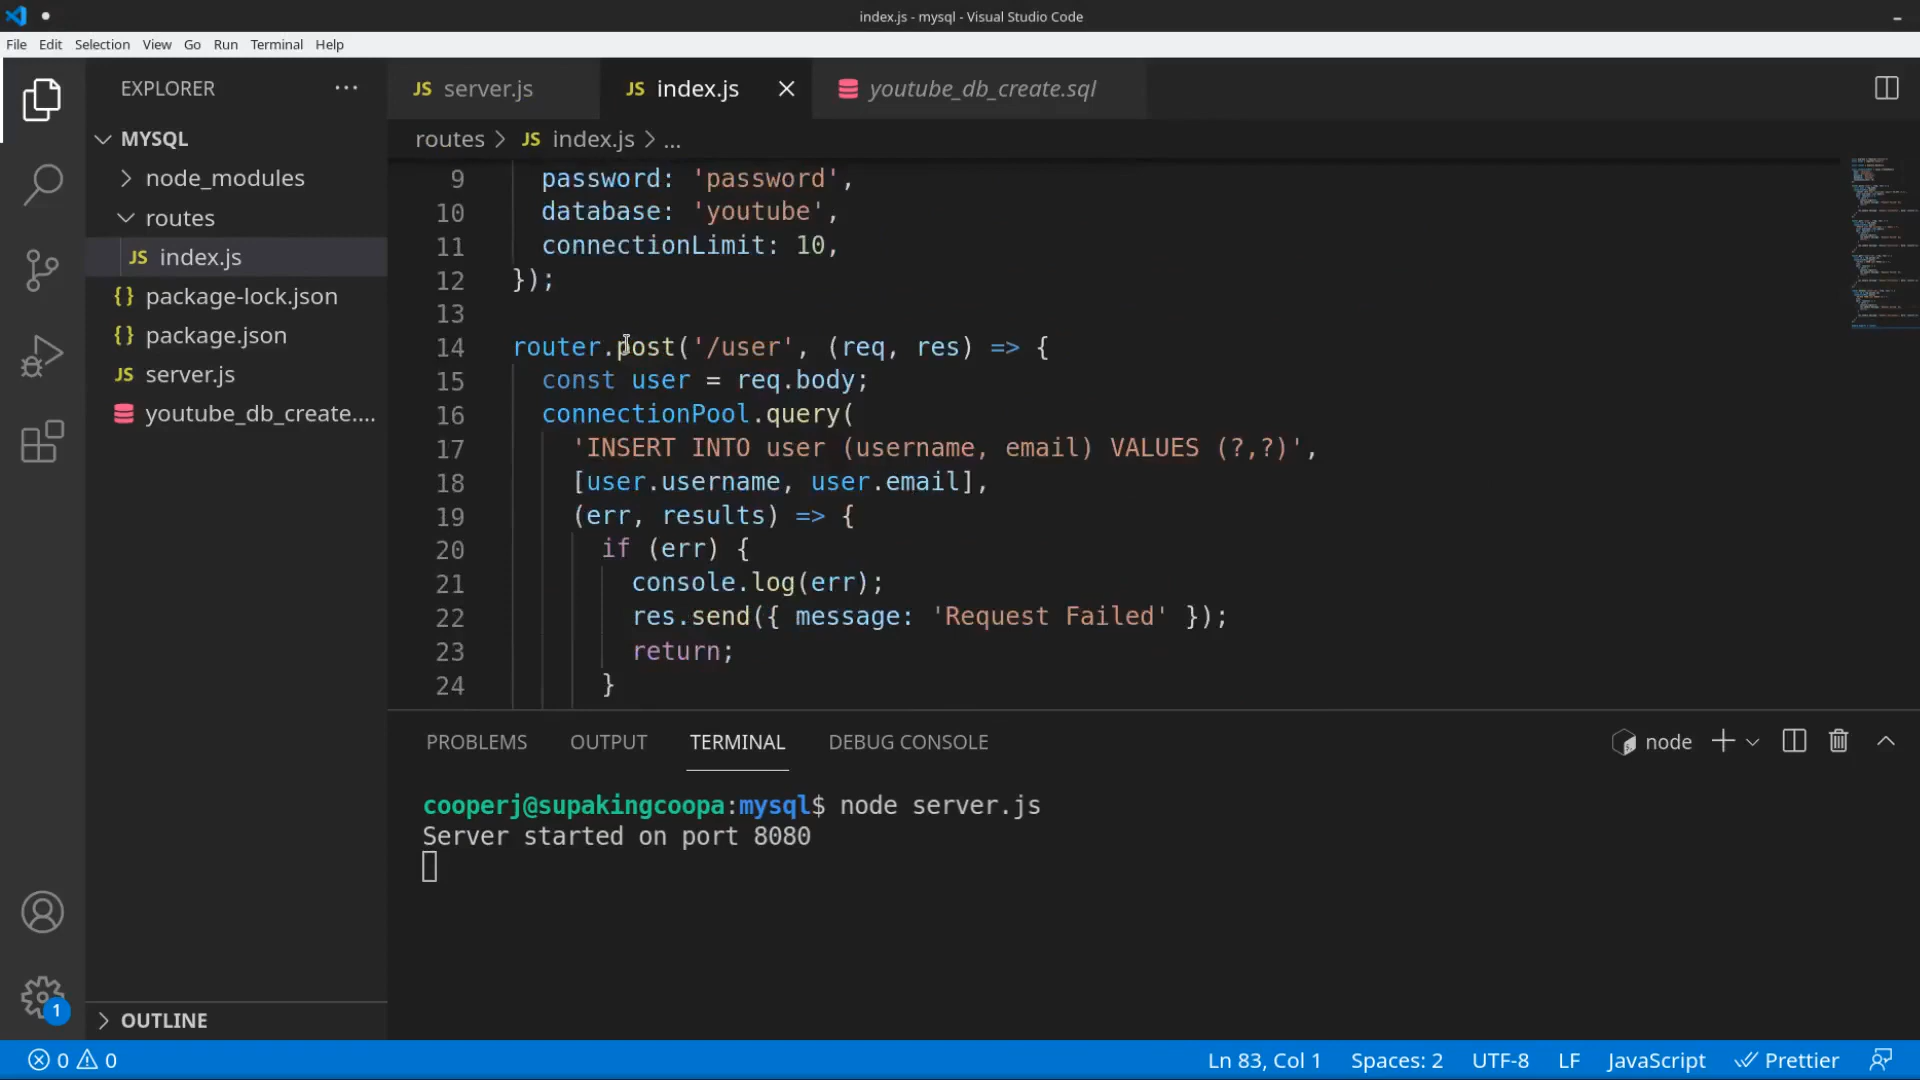 index.js - mysql - Visual Studio Code
File Edit Selection View Go Run Terminal Help
EXPLORER ...
MYSQL
node_modules
routes
JS index.js
{} package-lock.json
{} package.json
JS server.js
youtube_db_create....
OUTLINE
JS server.js JS index.js youtube_db_create.sql
routes > JS index.js > ...
9 password: 'password',
10 database: 'youtube',
11 connectionLimit: 10,
12 });
13
14 router.post('/user', (req, res) => {
15 const user = req.body;
16 connectionPool.query(
17 'INSERT INTO user (username, email) VALUES (?,?)',
18 [user.username, user.email],
19 (err, results) => {
20 if (err) {
21 console.log(err);
22 res.send({ message: 'Request Failed' });
23 return;
24 }
PROBLEMS OUTPUT TERMINAL DEBUG CONSOLE node
cooperj@supakingcoopa:mysql$ node server.js
Server started on port 8080
1
0 0 Ln 83, Col 1 Spaces: 2 UTF-8 LF JavaScript Prettier